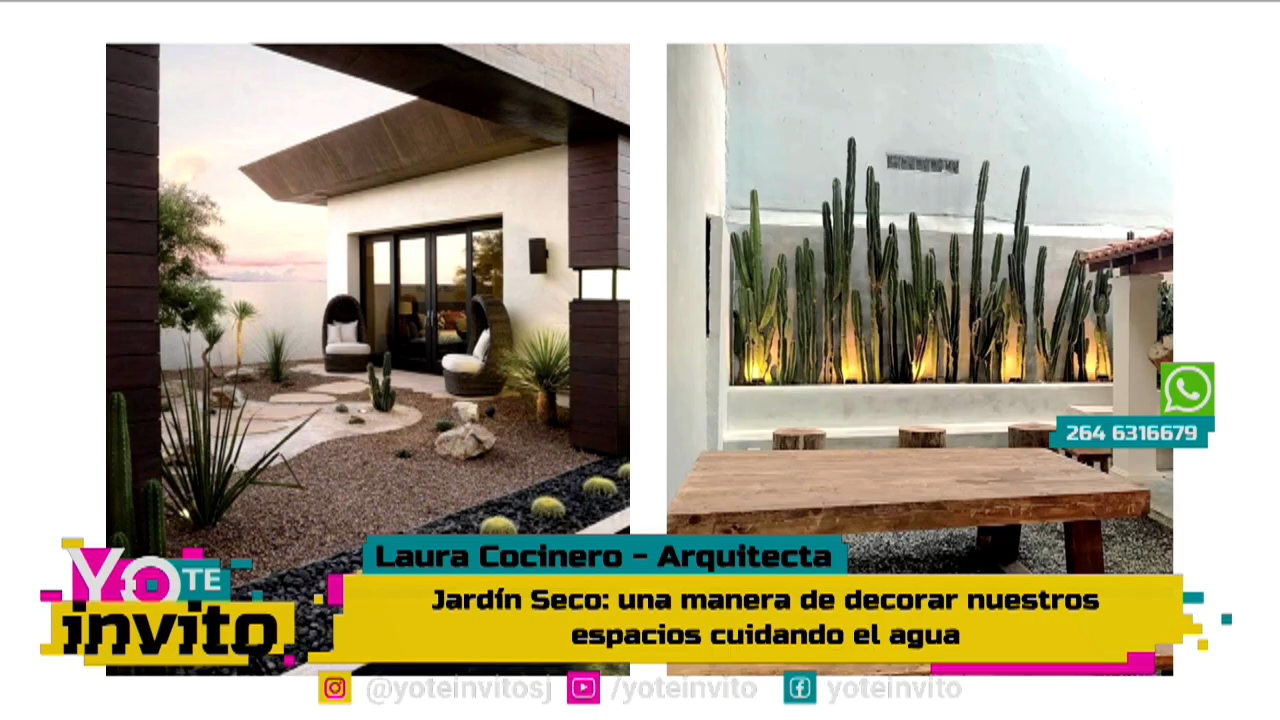 264 6316679
Laura Cocinero - Arquitecta
YO TE
invito
Jardín Seco: una manera de decorar nuestros
espacios cuidando el agua
@yoteinvitosj /yoteinvito yoteinvito